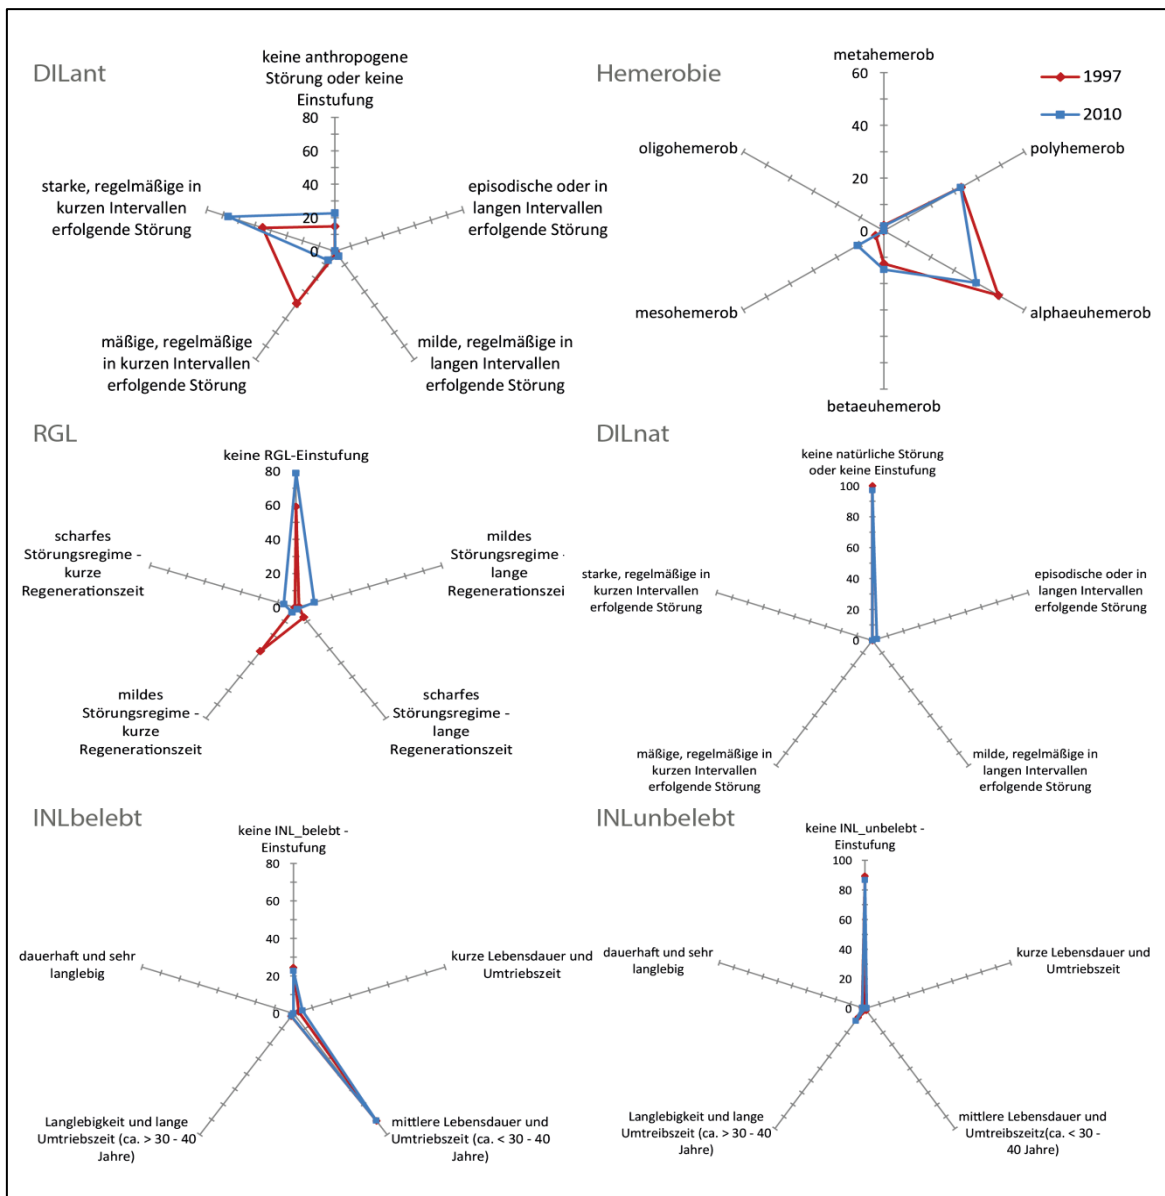 DILant
keine anthropogene
Störung oder keine
Einstufung
80
60
40
20
0
starke, regelmäßige in
kurzen Intervallen
erfolgende Störung
episodische oder in
langen Intervallen
erfolgende Störung
mäßige, regelmäßige
in kurzen Intervallen
erfolgende Störung
milde, regelmäßige in
langen Intervallen
erfolgende Störung
Hemerobie
metahemerob
60
40
20
0
1997
2010
oligohemerob
polyhemerob
mesohemerob
alphaeuhemerob
betaeuhemerob
RGL
keine RGL-Einstufung
80
60
40
20
0
scharfes
Störungsregime -
kurze
Regenerationszeit
mildes
Störungsregime -
lange
Regenerationszeit
mildes
Störungsregime -
kurze
Regenerationszeit
scharfes
Störungsregime -
lange
Regenerationszeit
DILnat
keine natürliche Störung
oder keine Einstufung
100
80
60
40
20
0
starke, regelmäßige in
kurzen Intervallen
erfolgende Störung
episodische oder in
langen Intervallen
erfolgende Störung
mäßige, regelmäßige in
kurzen Intervallen
erfolgende Störung
milde, regelmäßige in
langen Intervallen
erfolgende Störung
INLbelebt
keine INL_belebt -
Einstufung
80
60
40
20
0
dauerhaft und sehr
langlebig
kurze Lebensdauer und
Umtriebszeit
Langlebigkeit und lange
Umtriebszeit (ca. > 30 - 40
Jahre)
mittlere Lebensdauer und
Umtriebszeit (ca. < 30 - 40
Jahre)
INLunbelebt
keine INL_unbelebt -
Einstufung
100
80
60
40
20
0
dauerhaft und sehr
langlebig
kurze Lebensdauer und
Umtriebszeit
Langlebigkeit und lange
Umtreibszeit (ca. > 30 - 40
Jahre)
mittlere Lebensdauer und
Umtreibszeitz(ca. < 30 -
40 Jahre)